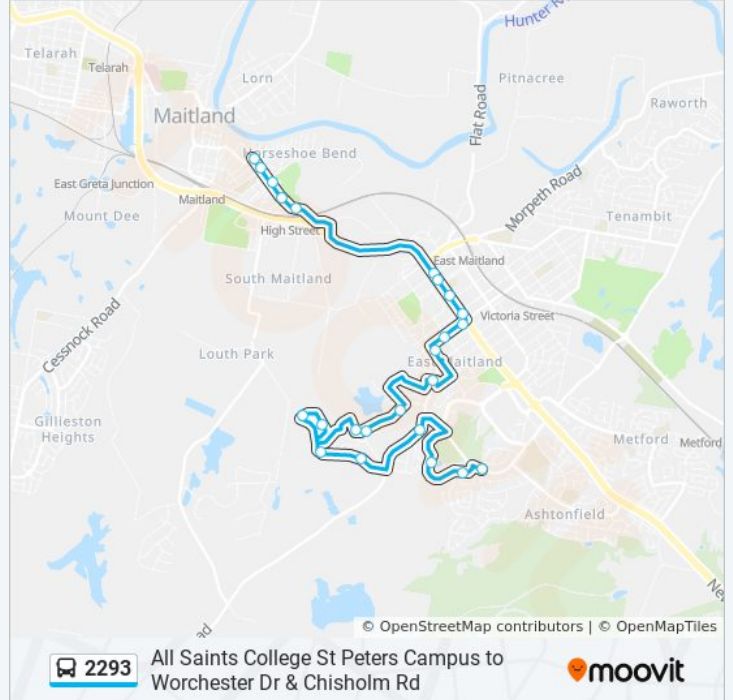 Hunter R
Telarah
Telarah
Lorn
Pitnacree
Raworth
Maitland
Flat Road
Horseshoe Bend
Morpeth Road
East Greta Junction
Maitland
Mount Dee
Tenambit
High Street
East Maitland
South Maitland
Cessnock Road
Victoria Street
Louth Park
East Maitland
Gillieston
Heights
Metford
Metford
Ashtonfield
Ne
ad
© OpenStreetMap contributors | © OpenMapTiles
2293
All Saints College St Peters Campus to
Worchester Dr & Chisholm Rd
moovit